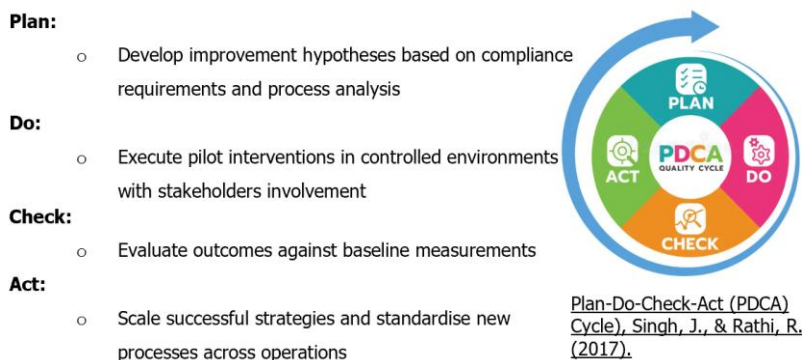 Plan:
o Develop improvement hypotheses based on compliance
requirements and process analysis
Do:
o Execute pilot interventions in controlled environments
with stakeholders involvement
Check:
o Evaluate outcomes against baseline measurements
Act:
o Scale successful strategies and standardise new
processes across operations
PLAN
DO
CHECK
ACT
PDCA
QUALITY CYCLE
Plan-Do-Check-Act (PDCA)
Cycle), Singh, J., & Rathi, R.
(2017).